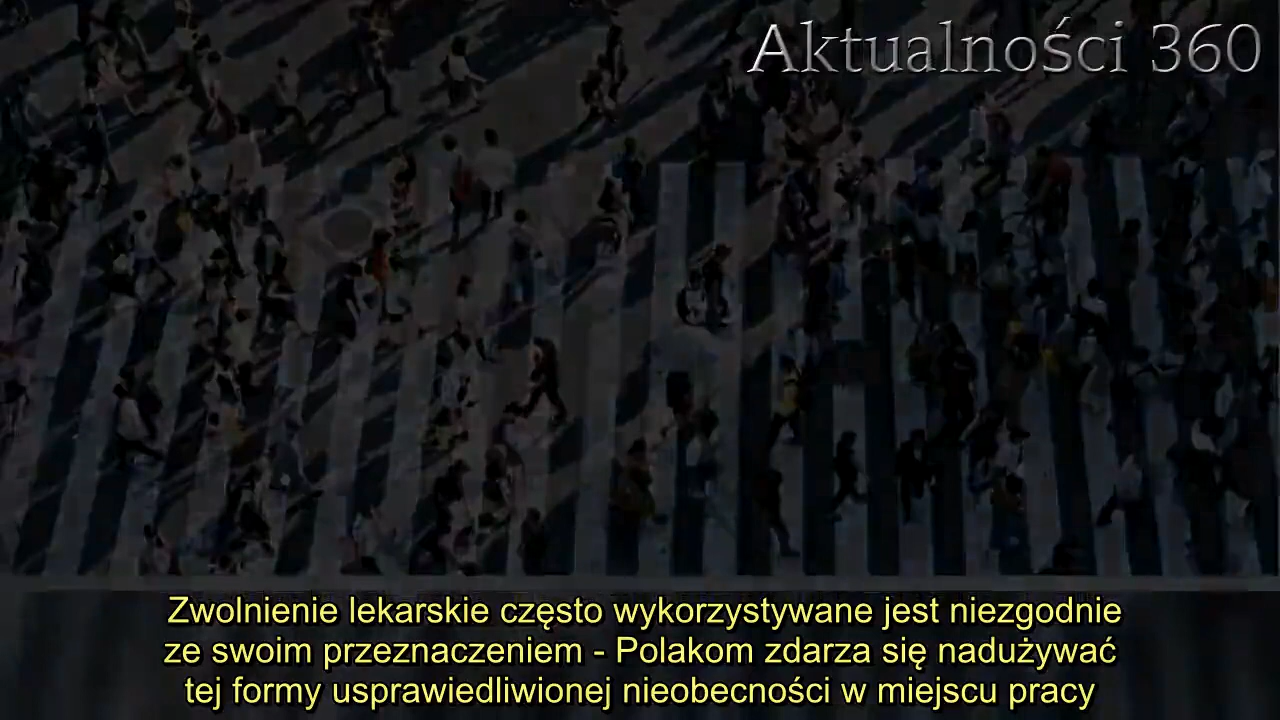 Aktualności 360
Zwolnienie lekarskie często wykorzystywane jest niezgodnie
ze swoim przeznaczeniem - Polakom zdarza się nadużywać
tej formy usprawiedliwionej nieobecności w miejscu pracy